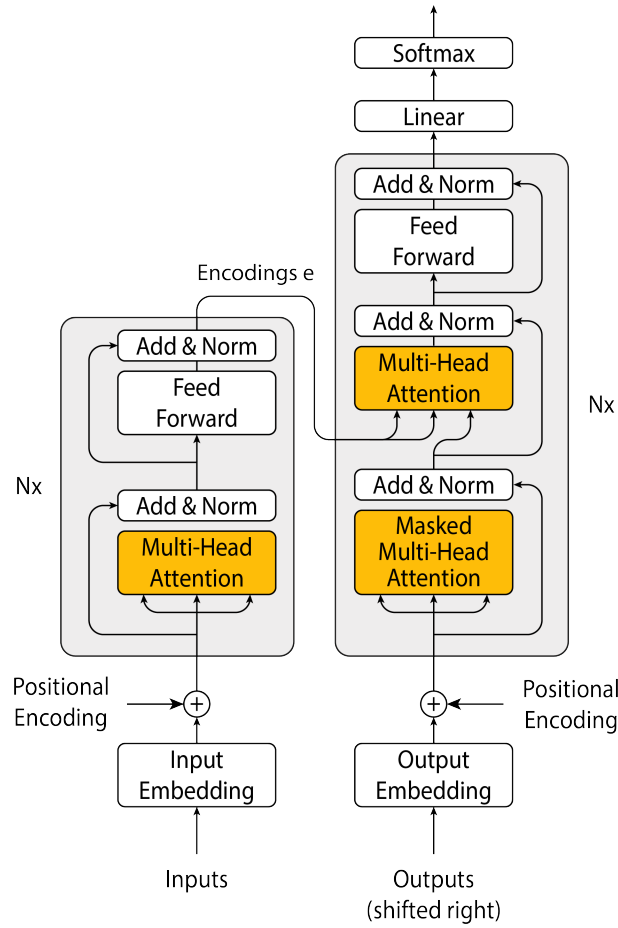 Softmax
Linear
Add & Norm
Feed
Forward
Add & Norm
Multi-Head
Attention
Nx
Add & Norm
Masked
Multi-Head
Attention
Encodings e
Add & Norm
Feed
Forward
Nx
Add & Norm
Multi-Head
Attention
Positional
Encoding
+
+
Positional
Encoding
Input
Embedding
Output
Embedding
Inputs
Outputs
(shifted right)